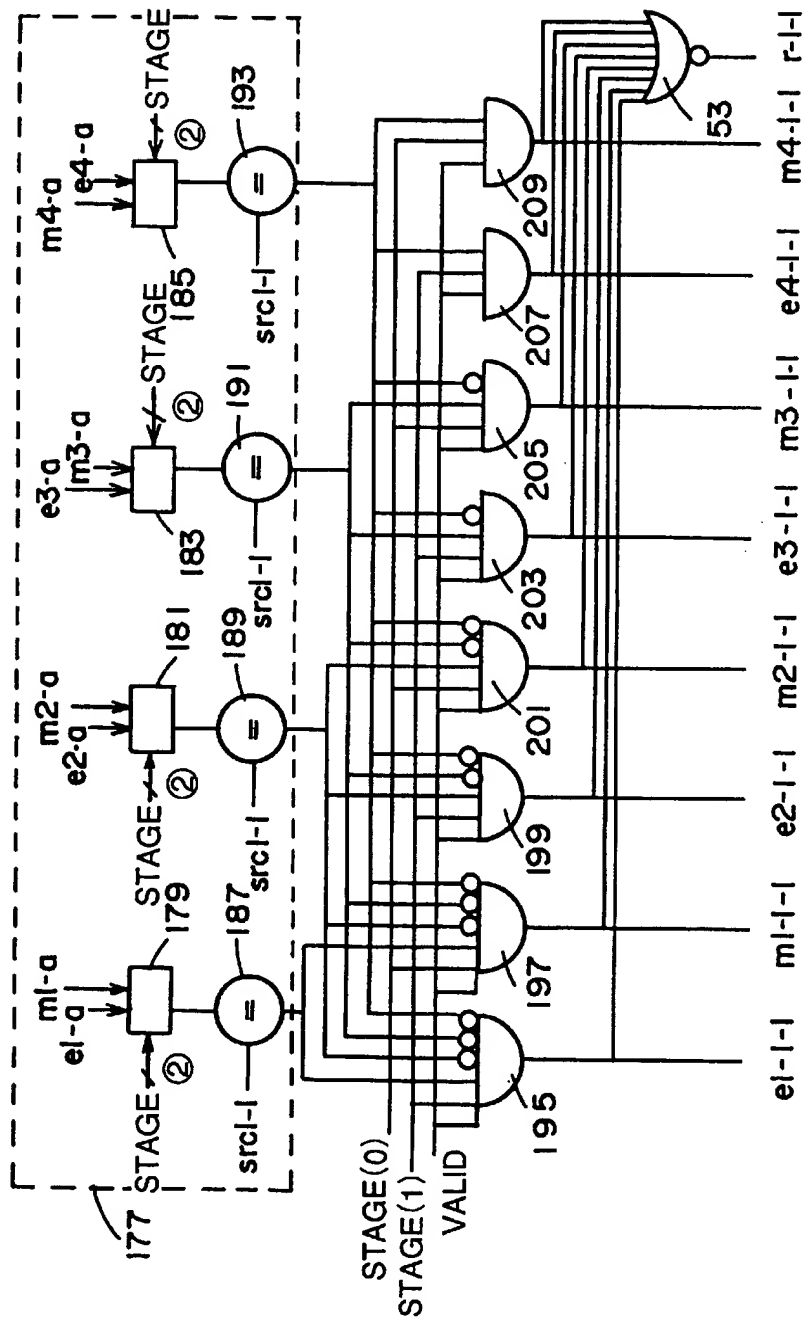 m1-a
e1-a
STAGE
②
179
m2-a
e2-a
181
STAGE
②
e3-a
m3-a
STAGE
②
183
m4-a
e4-a
STAGE
②
185
177
src1-1
=
187
src1-1
=
189
src1-1
=
191
src1-1
=
193
STAGE(0)
STAGE(1)
VALID
195
197
199
201
203
205
207
209
53
e1-1-1
m1-1-1
e2-1-1
m2-1-1
e3-1-1
m3-1-1
e4-1-1
m4-1-1
r-1-1